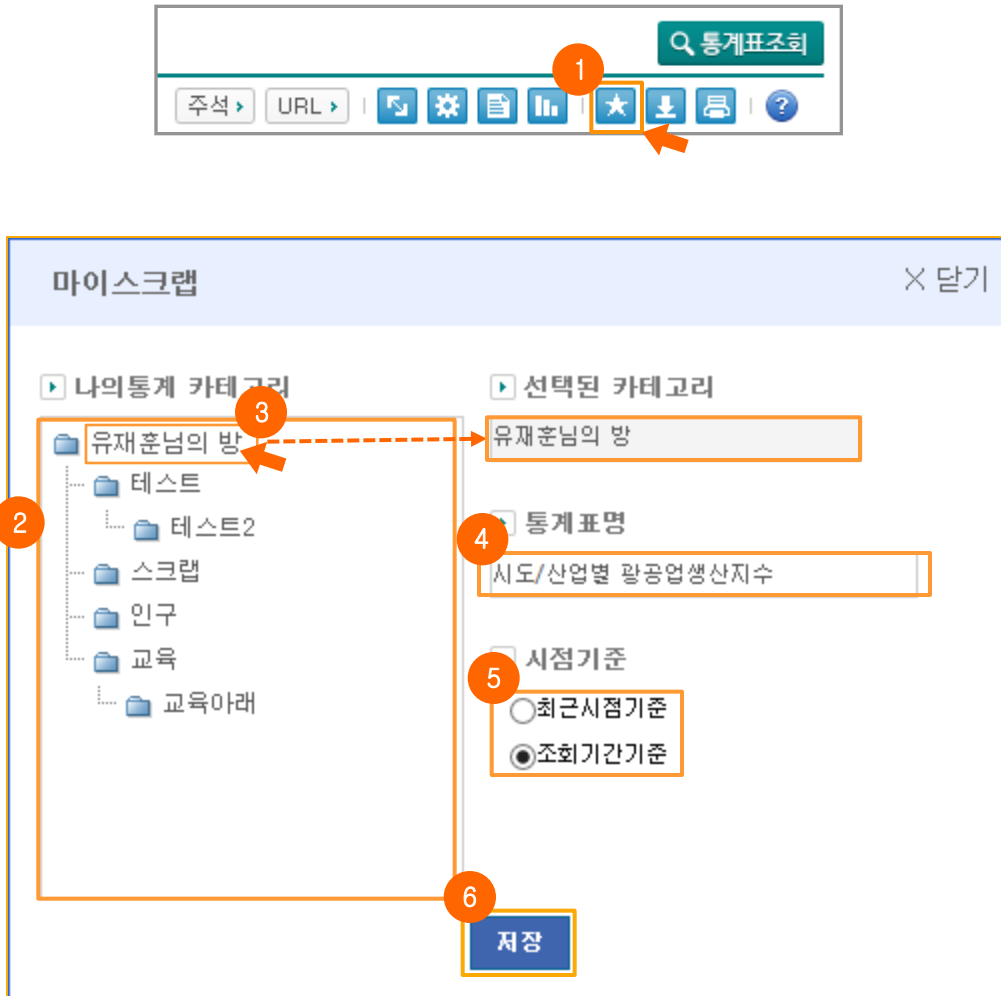 통계표조회
1
주석
URL
?
마이스크랩
닫기
나의통계 카테고리
선택된 카테고리
3
유재훈님의 방
유재훈님의 방
테스트
2
테스트2
통계표명
4
시도/산업별 광공업생산지수
스크랩
인구
교육
시점기준
5
교육아래
최근시점기준
조회기간기준
6
저장